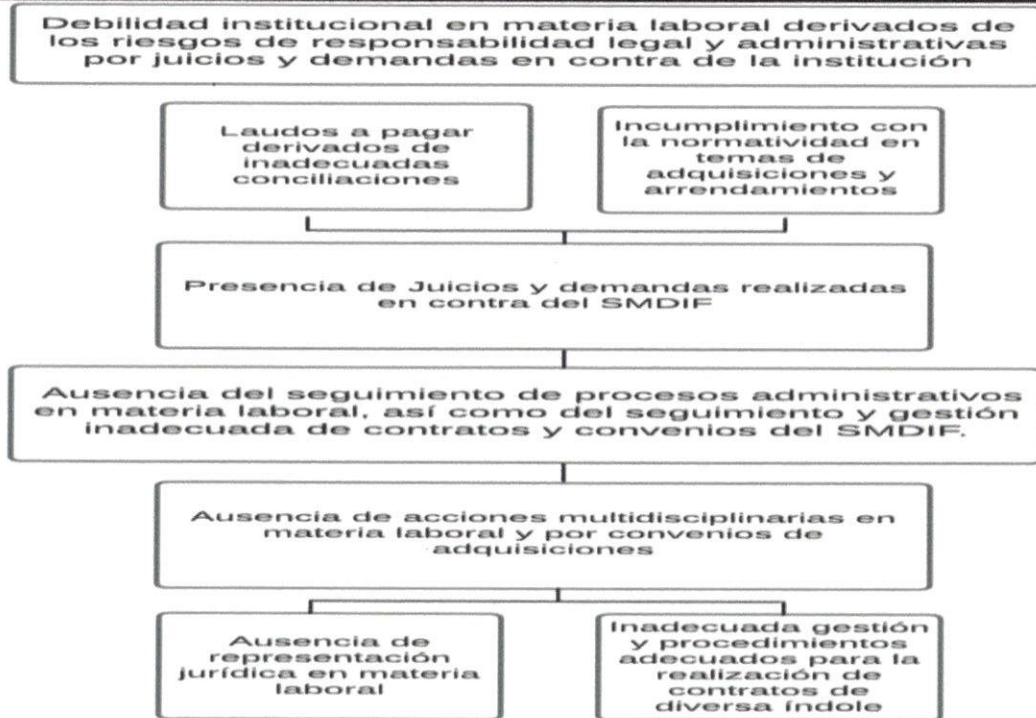 Debilidad institucional en materia laboral derivados de
los riesgos de responsabilidad legal y administrativas
por juicios y demandas en contra de la institución
Laudos a pagar
derivados de
inadecuadas
conciliaciones
Incumplimiento con
la normatividad en
temas de
adquisiciones y
arrendamientos
Presencia de Juicios y demandas realizadas
en contra del SMDIF
Ausencia del seguimiento de procesos administrativos
en materia laboral, así como del seguimiento y gestión
inadecuada de contratos y convenios del SMDIF.
Ausencia de acciones multidisciplinarias en
materia laboral y por convenios de
adquisiciones
Ausencia de
representación
jurídica en materia
laboral
Inadecuada gestión
y procedimientos
adecuados para la
realización de
contratos de
diversa índole